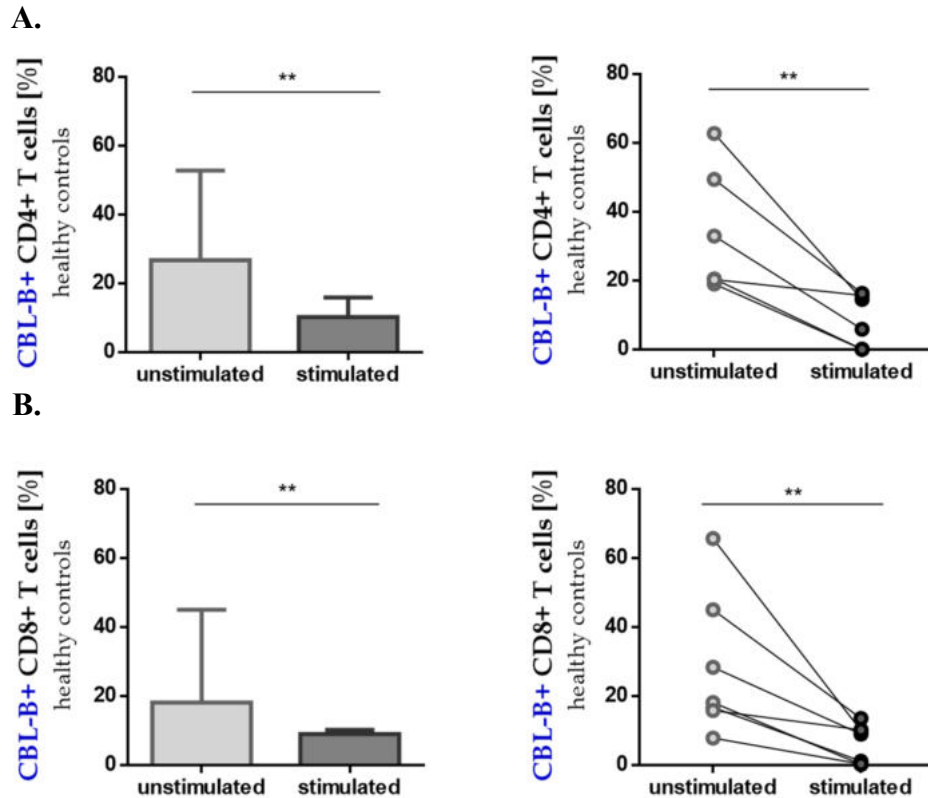 A.
CBL-B+ CD4+ T cells [%]
healthy controls
80
60
40
20
0
**
unstimulated stimulated
CBL-B+ CD4+ T cells [%]
healthy controls
80
60
40
20
0
**
unstimulated stimulated
B.
CBL-B+ CD8+ T cells [%]
healthy controls
80
60
40
20
0
**
unstimulated stimulated
CBL-B+ CD8+ T cells [%]
healthy controls
80
60
40
20
0
**
unstimulated stimulated